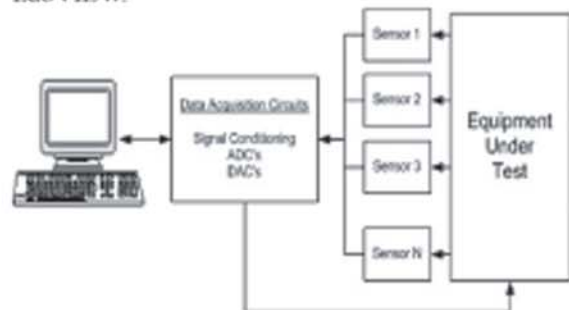 Sensor 1
Sensor 2
Sensor 3
Sensor N
Data Acquisition Circuits
Signal Conditioning
ADC's
DAC's
Equipment
Under
Test